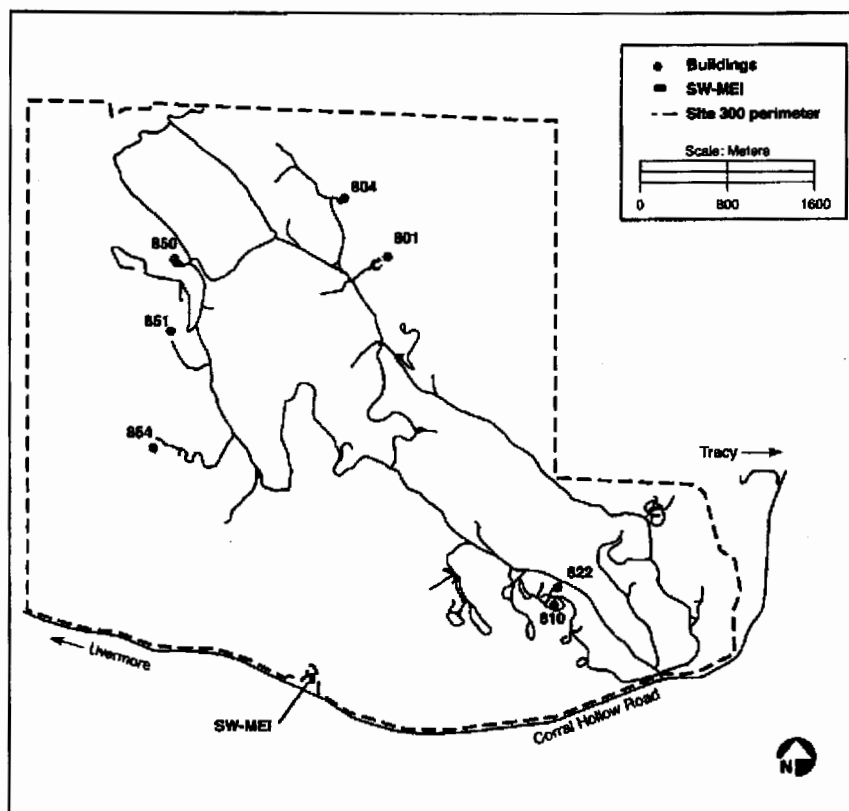 Buildings
SW-MEI
Site 300 perimeter
Scale: Meters
0 800 1600
804
801
850
851
854
Tracy
822
810
Livermore
SW-MEI
Corral Hollow Road
N